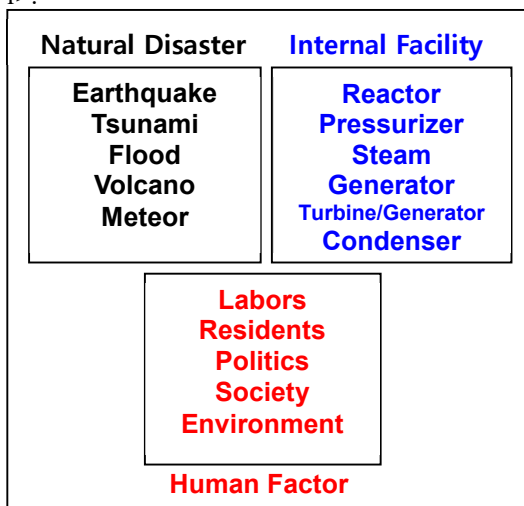 Natural Disaster
Internal Facility
Earthquake
Tsunami
Flood
Volcano
Meteor
Reactor
Pressurizer
Steam
Generator
Turbine/Generator
Condenser
Labors
Residents
Politics
Society
Environment
Human Factor